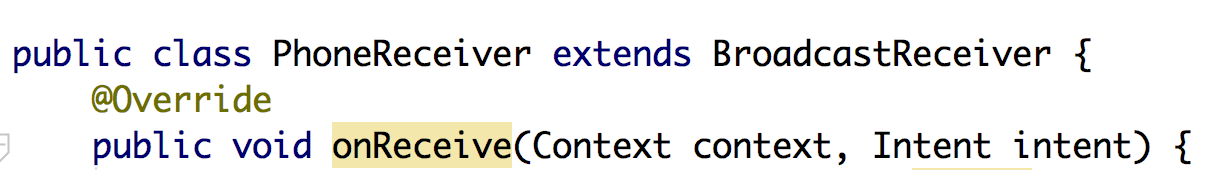 public class PhoneReceiver extends BroadcastReceiver {
@Override
public void onReceive(Context context, Intent intent) {